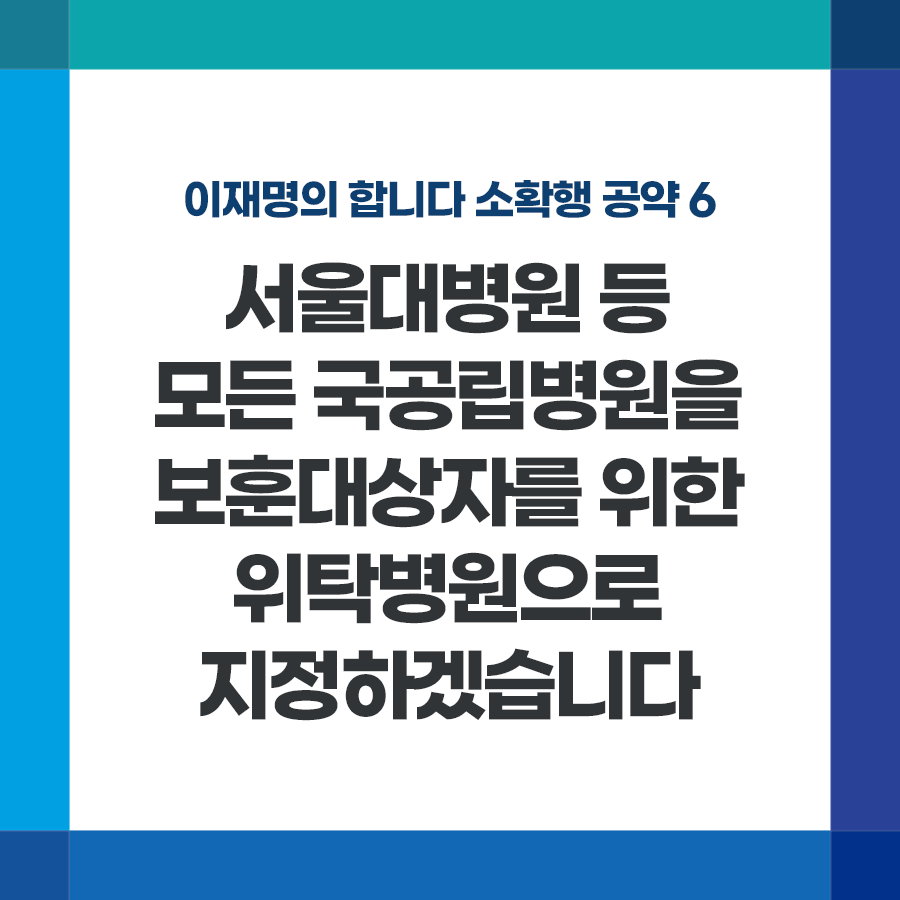 이재명의 합니다 소확행 공약 6
서울대병원 등
모든 국공립병원을
보훈대상자를 위한
위탁병원으로
지정하겠습니다